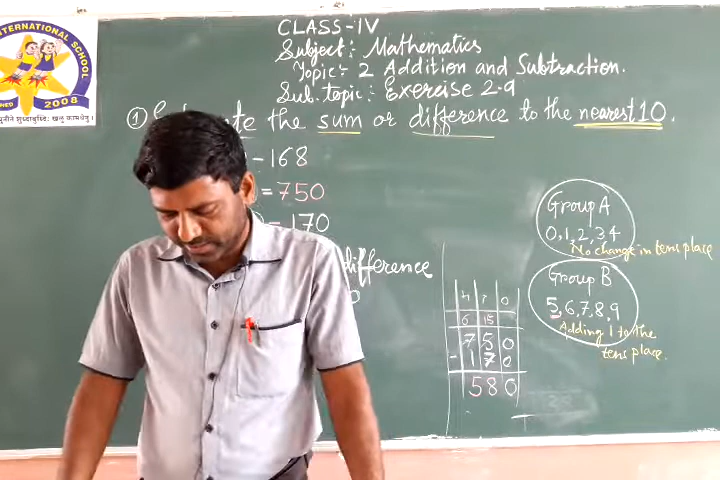 INTERNATIONAL SCHOOL
2008
CLASS-IV
Subject:- Mathematics
Topic:- 2 Addition and Subtraction.
Sub. topic:- Exercise 2.9
① the sum or difference to the nearest 10.
- 168
= 750
170
difference
Group A
0, 1, 2, 3 4
No change in tens place
Group B
5, 6, 7, 8, 9
Adding 1 to the
tens place.
H T O
6 15
7 5 0
- 1 7 0
5 8 0